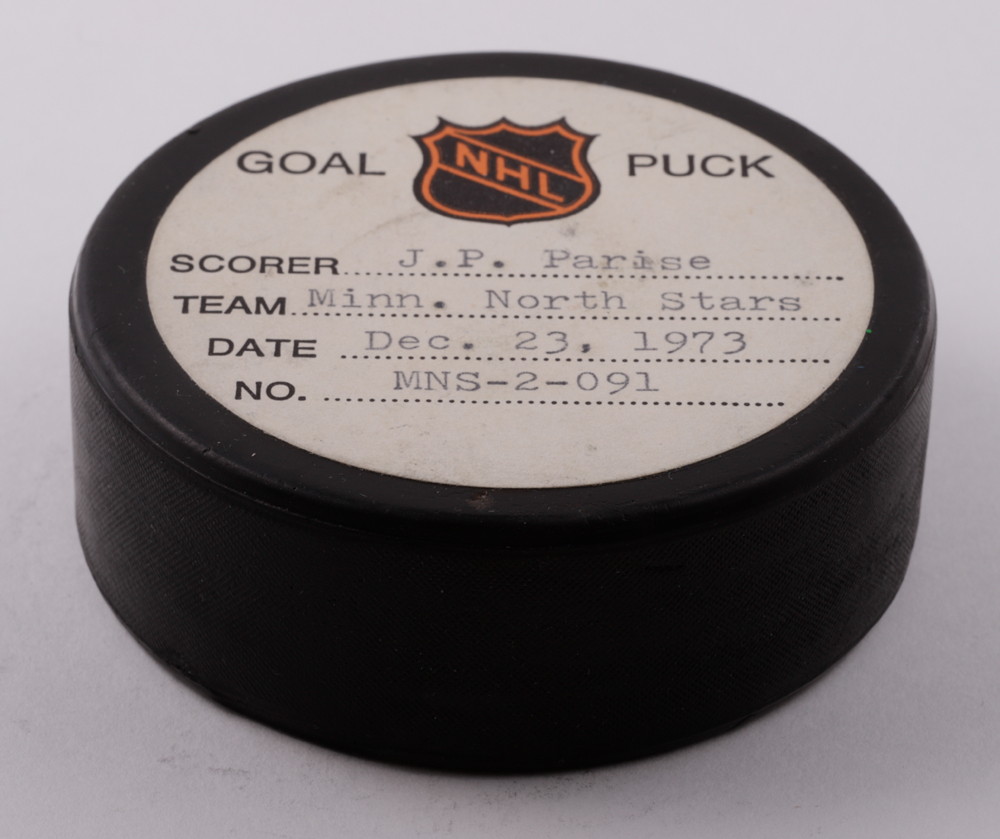 GOAL NHL PUCK
SCORER J.P. Parise
TEAM Minn. North Stars
DATE Dec. 23, 1973
NO. MNS-2-091